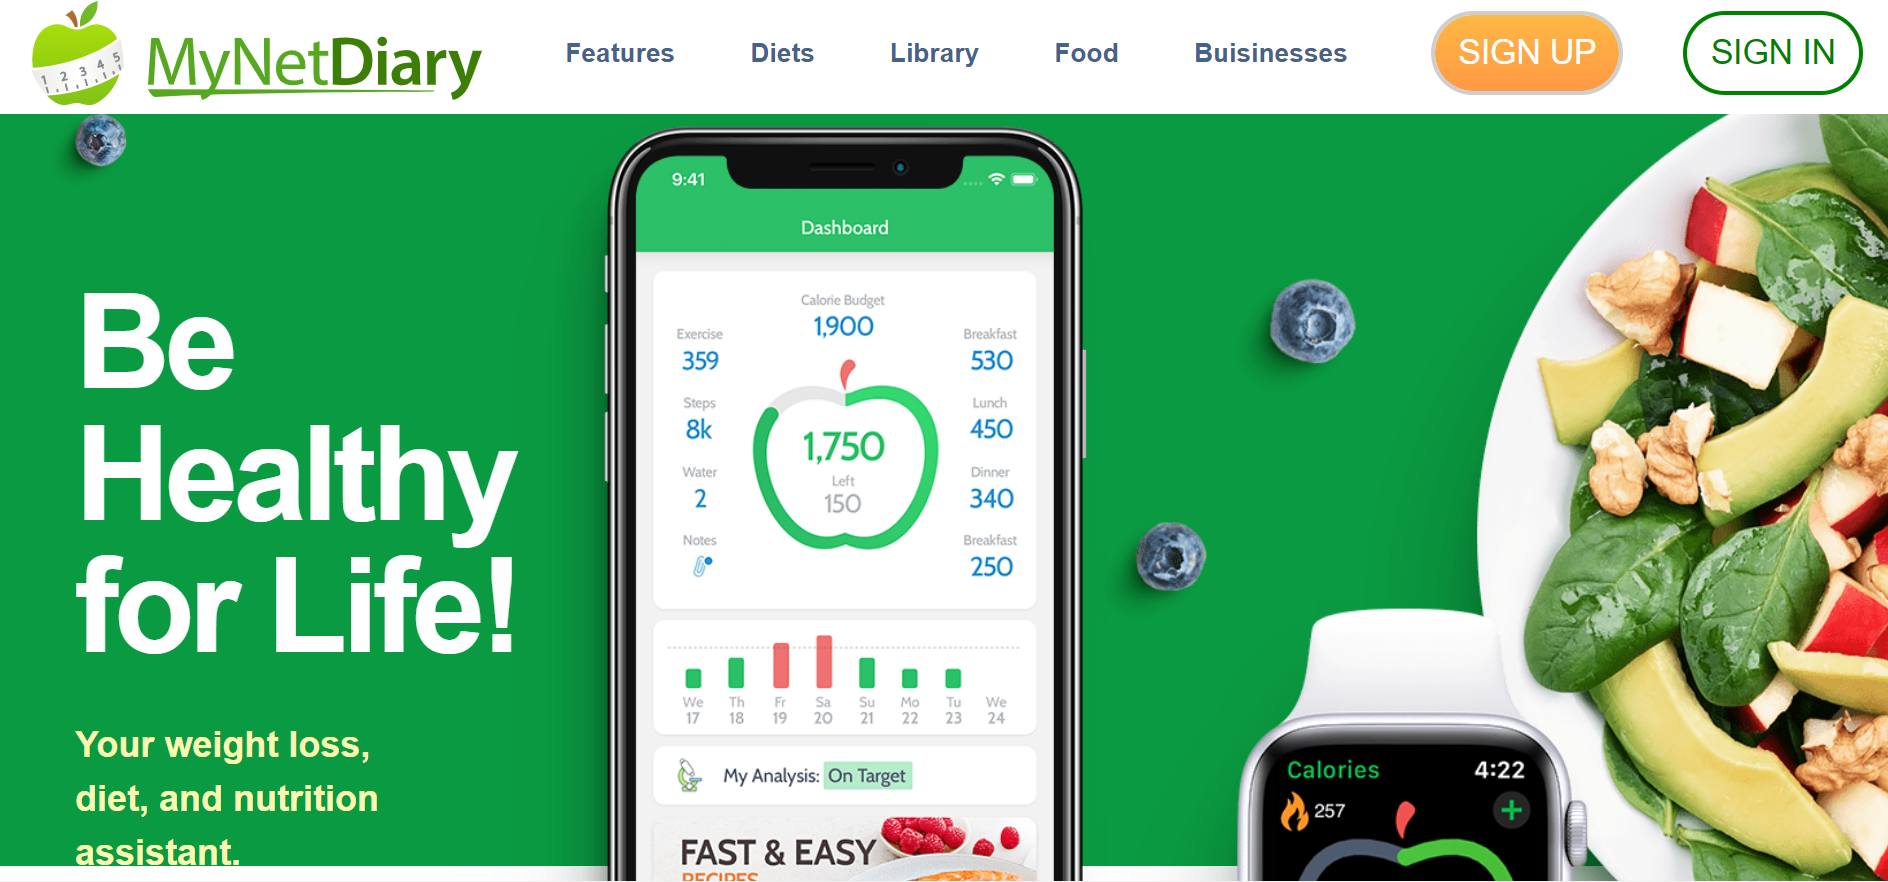 1 2 3 4 5
MyNetDiary
Features
Diets
Library
Food
Buisinesses
SIGN UP
SIGN IN
Be
Healthy
for Life!
Your weight loss,
diet, and nutrition
assistant.
9:41
Dashboard
Calorie Budget
1,900
Exercise
359
Steps
8k
Water
2
Notes
1,750
Left
150
Breakfast
530
Lunch
450
Dinner
340
Breakfast
250
We Th Fr Sa Su Mo Tu We
17 18 19 20 21 22 23 24
My Analysis: On Target
FAST & EASY
RECIPES
Calories 4:22
257